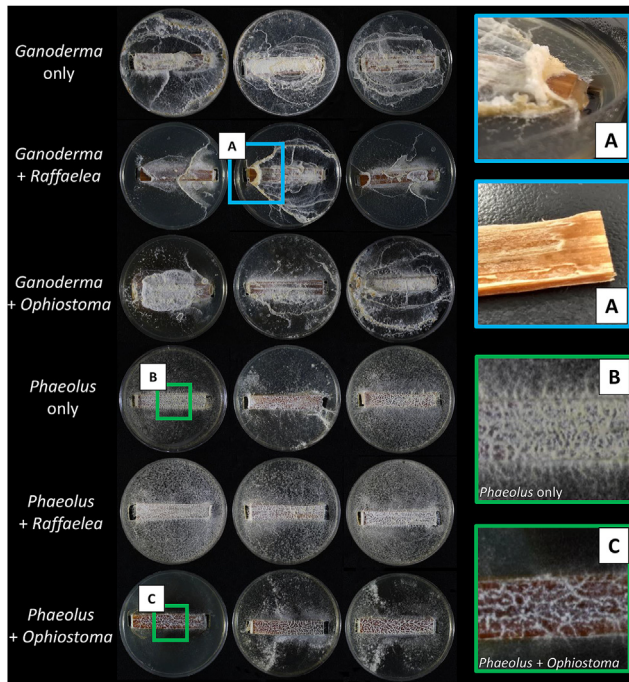 Ganoderma
only
A
Ganoderma
+ Raffaelea
A
A
Ganoderma
+ Ophiostoma
Phaeolus
only
B
B
Phaeolus only
Phaeolus
+ Raffaelea
Phaeolus
+ Ophiostoma
C
C
Phaeolus + Ophiostoma